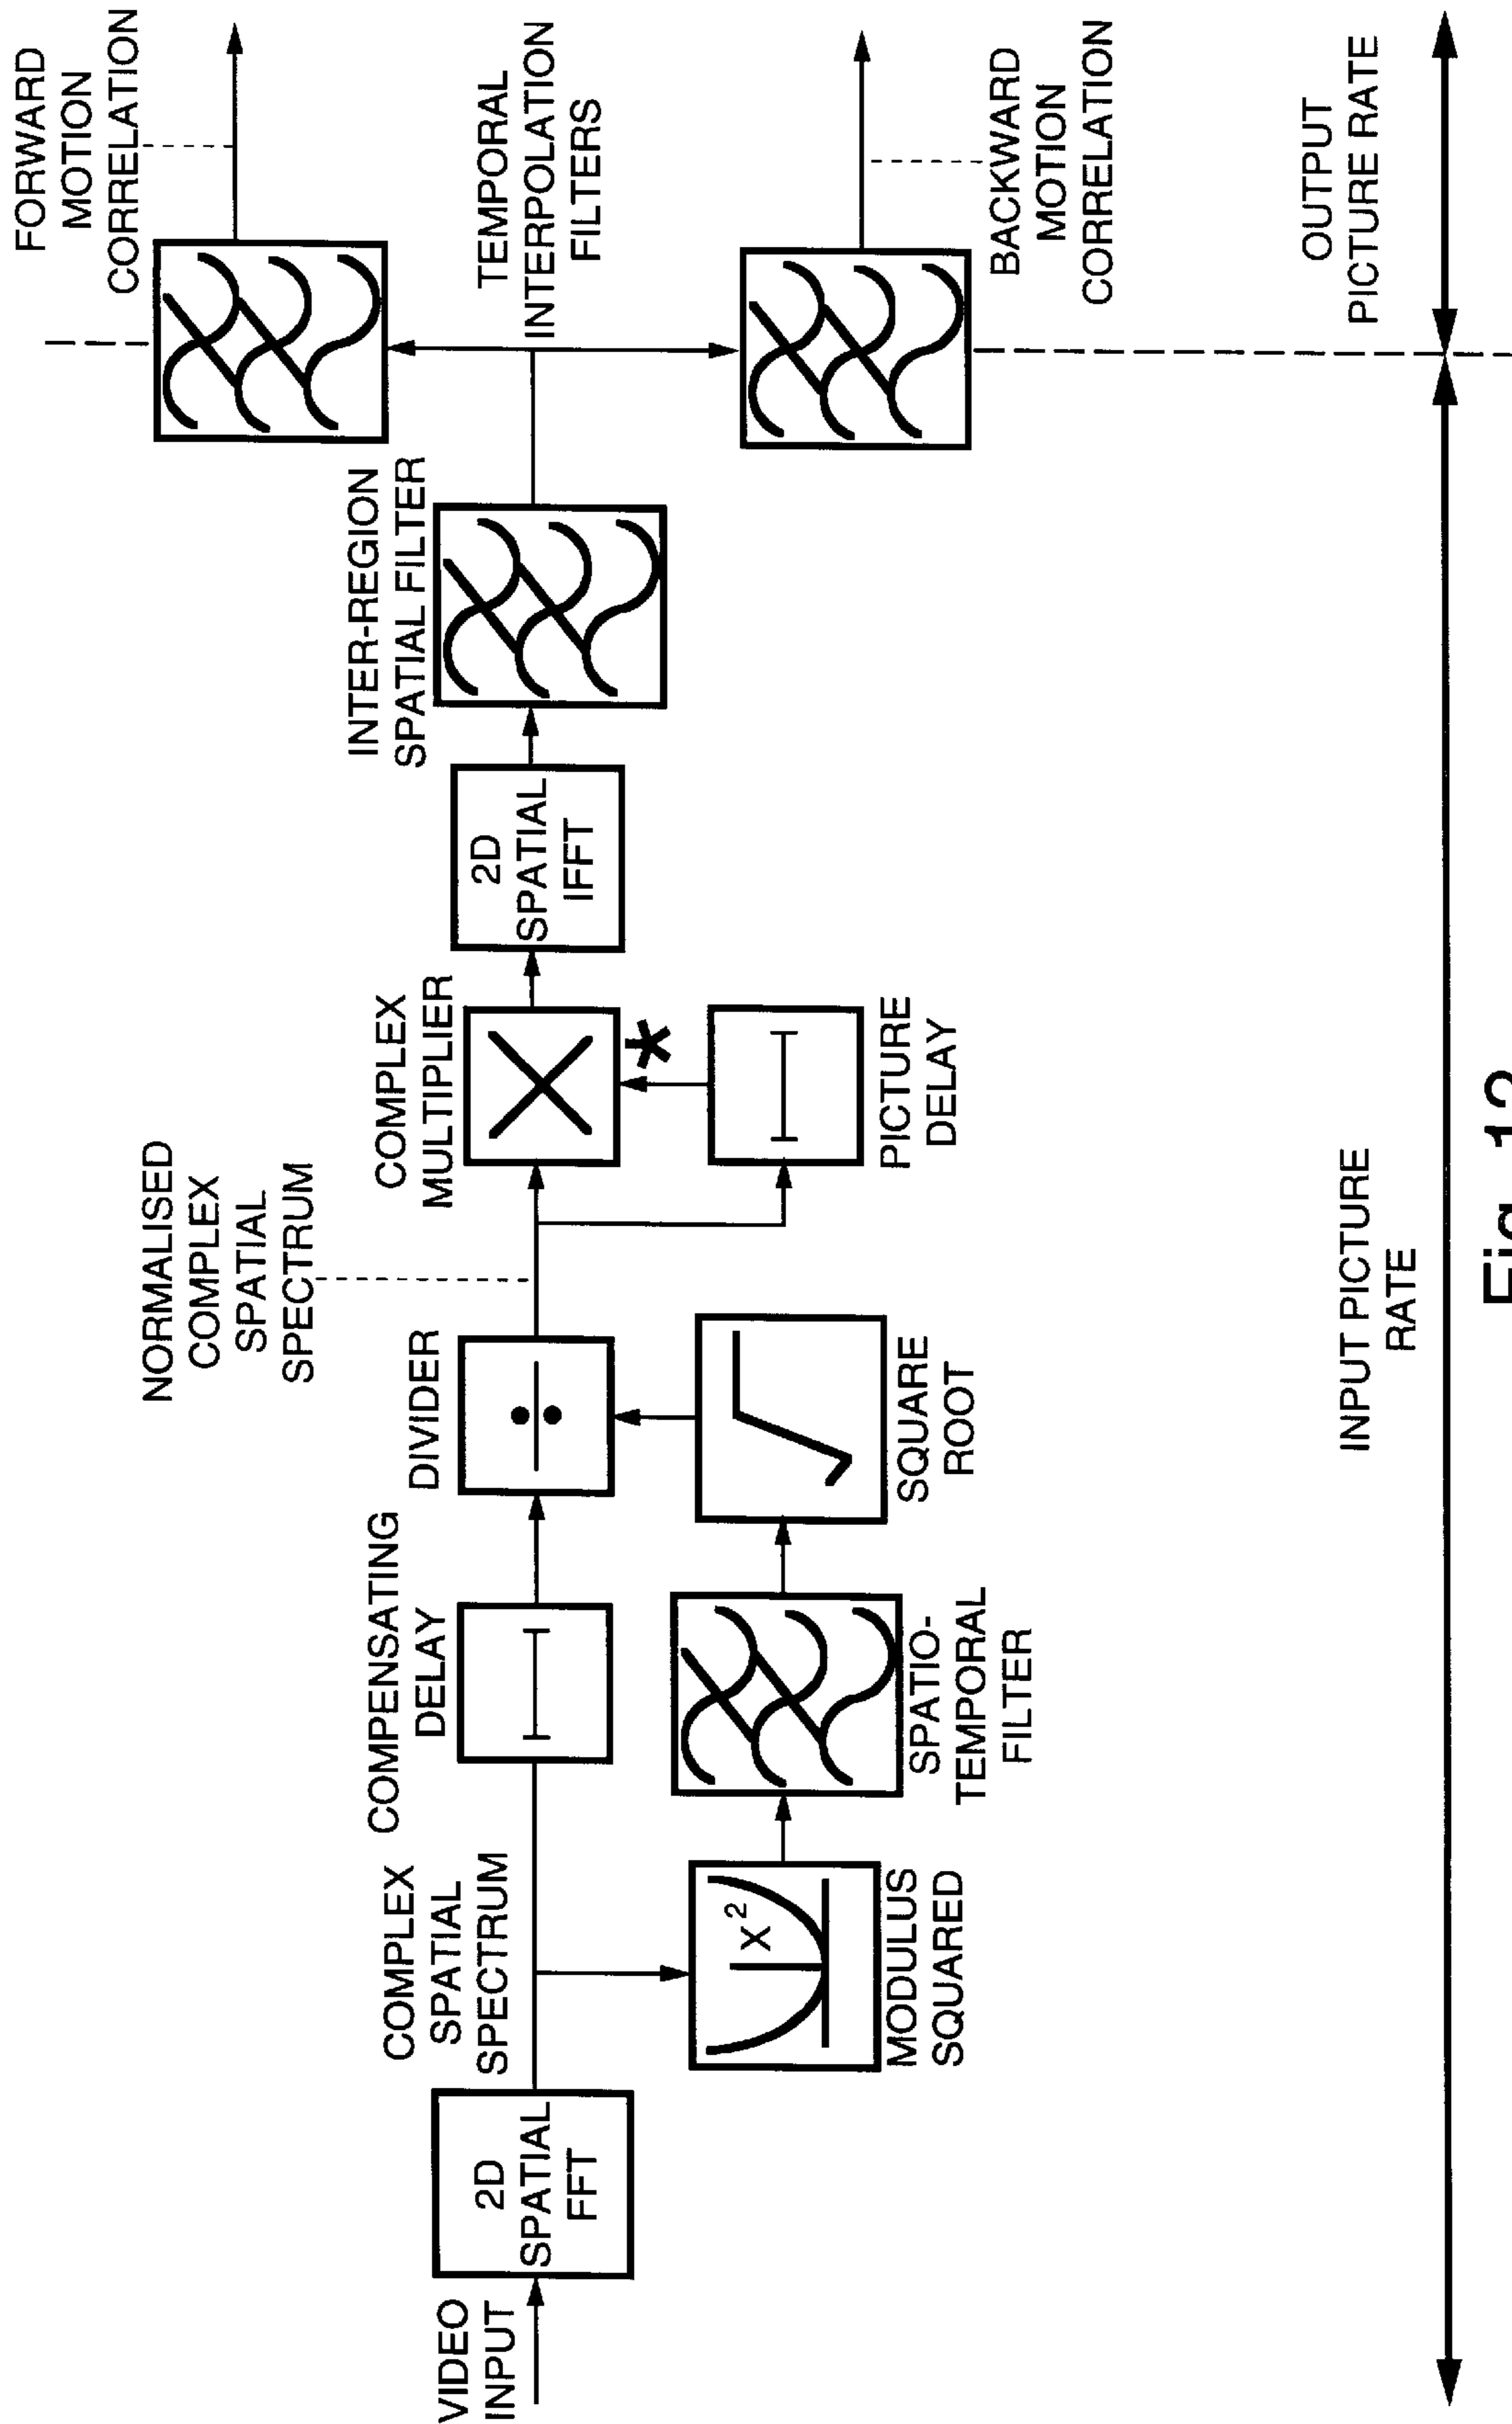 VIDEO
INPUT
2D
SPATIAL
FFT
COMPLEX
SPATIAL
SPECTRUM
MODULUS
SQUARED
X 2
COMPENSATING
DELAY
SPATIO-
TEMPORAL
FILTER
DIVIDER
SQUARE
ROOT
NORMALISED
COMPLEX
SPATIAL
SPECTRUM
COMPLEX
MULTIPLIER
*
PICTURE
DELAY
2D
SPATIAL
IFFT
INTER-REGION
SPATIAL FILTER
FORWARD
MOTION
CORRELATION
TEMPORAL
INTERPOLATION
FILTERS
BACKWARD
MOTION
CORRELATION
INPUT PICTURE
RATE
OUTPUT
PICTURE RATE